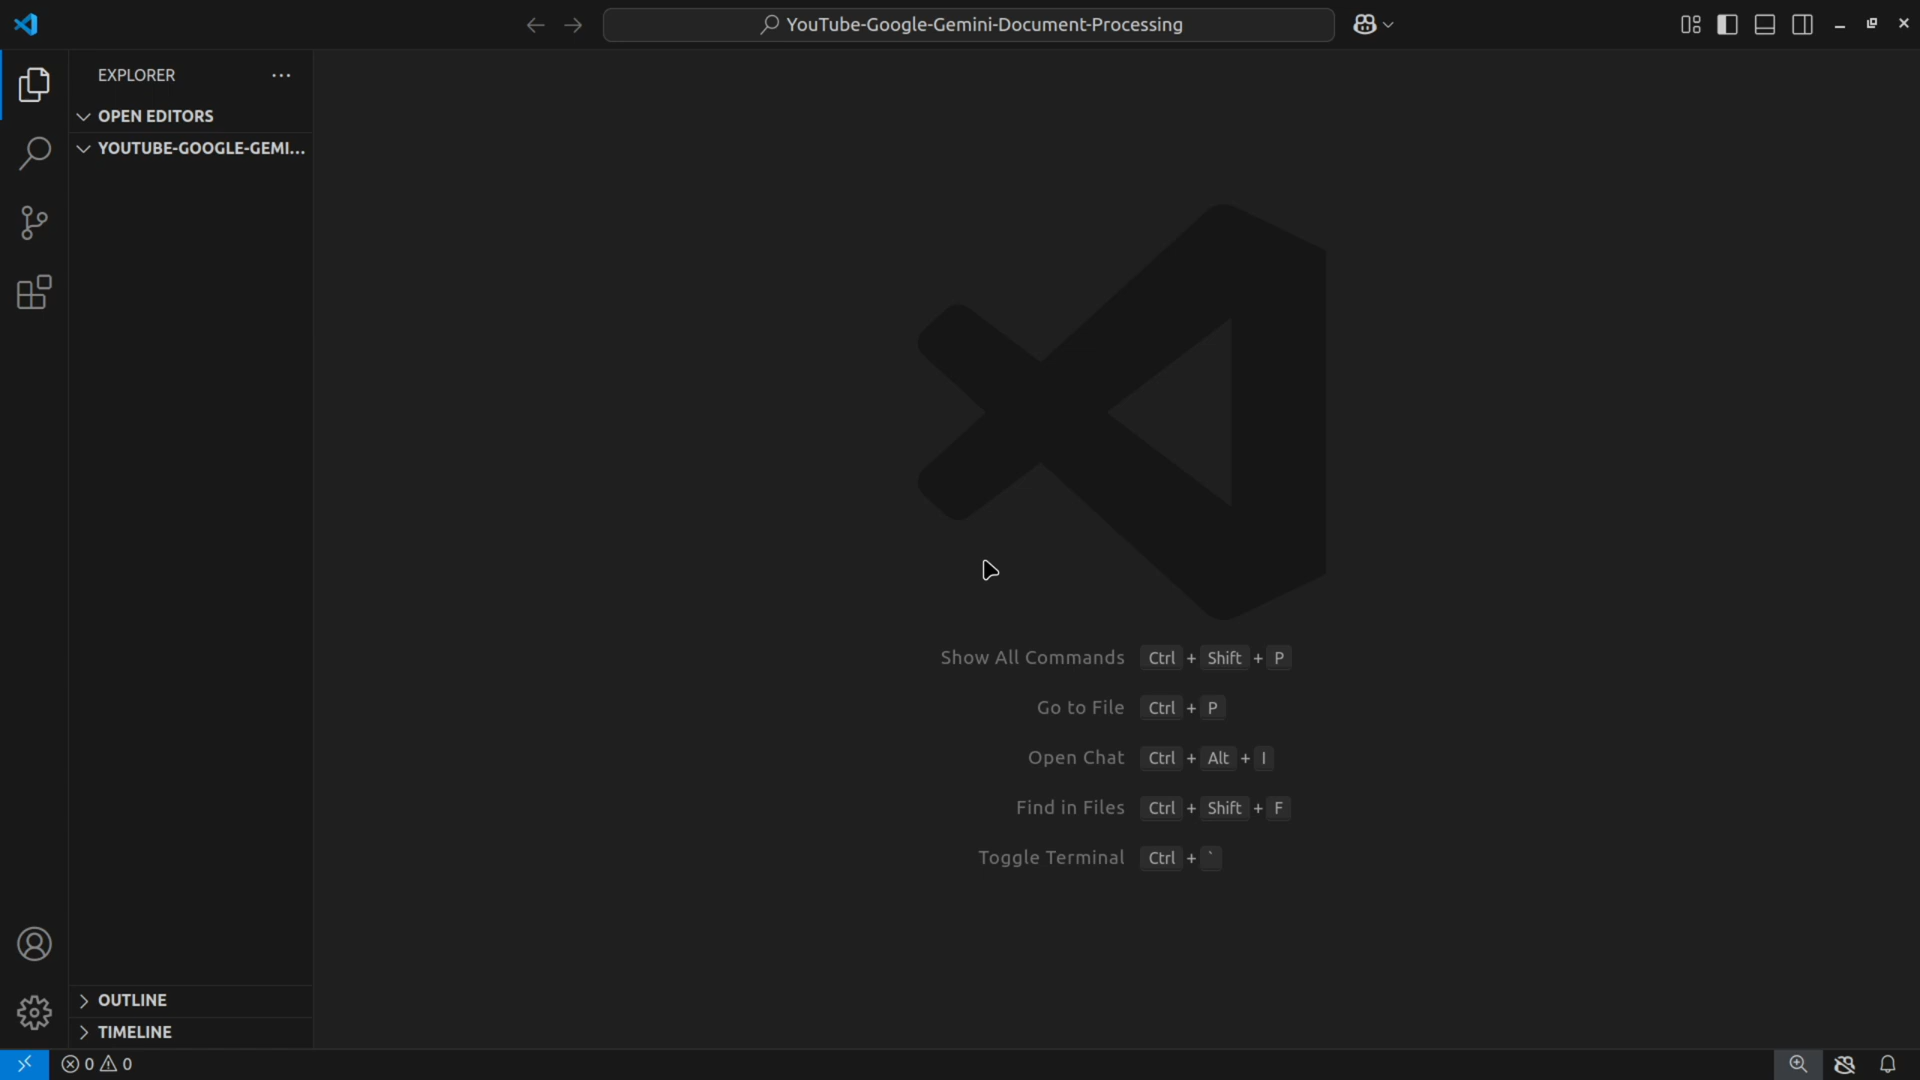 YouTube-Google-Gemini-Document-Processing
EXPLORER
OPEN EDITORS
YOUTUBE-GOOGLE-GEMI...
Show All Commands Ctrl + Shift + P
Go to File Ctrl + P
Open Chat Ctrl + Alt + I
Find in Files Ctrl + Shift + F
Toggle Terminal Ctrl + `
OUTLINE
TIMELINE
0 0